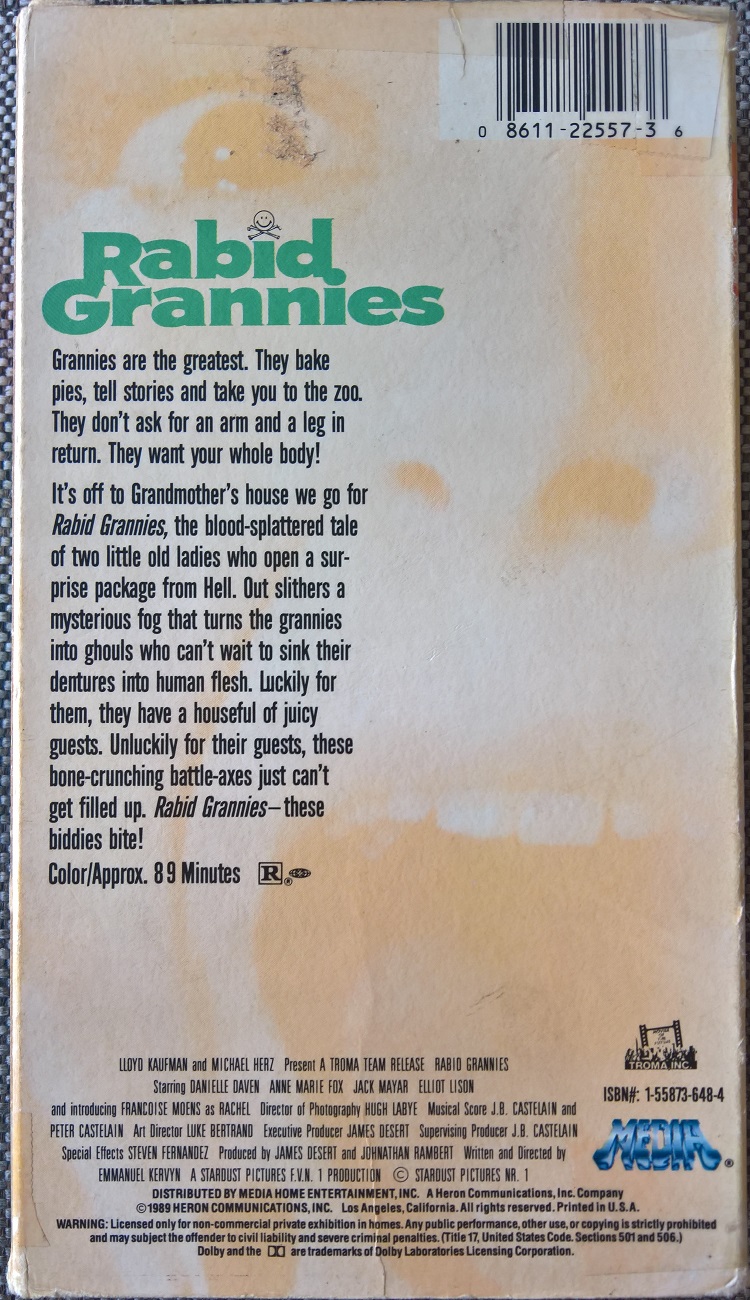 0 8611-22557-3 6
Rabid
Grannies
Grannies are the greatest. They bake
pies, tell stories and take you to the zoo.
They don't ask for an arm and a leg in
return. They want your whole body!
It's off to Grandmother's house we go for
Rabid Grannies, the blood-splattered tale
of two little old ladies who open a sur-
prise package from Hell. Out slithers a
mysterious fog that turns the grannies
into ghouls who can't wait to sink their
dentures into human flesh. Luckily for
them, they have a houseful of juicy
guests. Unluckily for their guests, these
bone-crunching battle-axes just can't
get filled up. Rabid Grannies—these
biddies bite!
Color/Approx. 89 Minutes R ®
TROMA INC.
ISBN#: 1-55873-648-4
MEDIA ®
LLOYD KAUFMAN and MICHAEL HERZ Present A TROMA TEAM RELEASE RABID GRANNIES
Starring DANIELLE DAVEN ANNE MARIE FOX JACK MAYAR ELLIOT LISON
and introducing FRANCOISE MOENS as RACHEL Director of Photography HUGH LABYE Musical Score J.B. CASTELAIN and
PETER CASTELAIN Art Director LUKE BERTRAND Executive Producer JAMES DESERT Supervising Producer J.B. CASTELAIN
Special Effects STEVEN FERNANDEZ Produced by JAMES DESERT and JOHNATHAN RAMBERT Written and Directed by
EMMANUEL KERVYN A STARDUST PICTURES F.V.N. 1 PRODUCTION © STARDUST PICTURES NR. 1
DISTRIBUTED BY MEDIA HOME ENTERTAINMENT, INC. A Heron Communications, Inc. Company
©1989 HERON COMMUNICATIONS, INC. Los Angeles, California. All rights reserved. Printed in U.S.A.
WARNING: Licensed only for non-commercial private exhibition in homes. Any public performance, other use, or copying is strictly prohibited
and may subject the offender to civil liability and severe criminal penalties. (Title 17, United States Code. Sections 501 and 506.)
Dolby and the are trademarks of Dolby Laboratories Licensing Corporation.